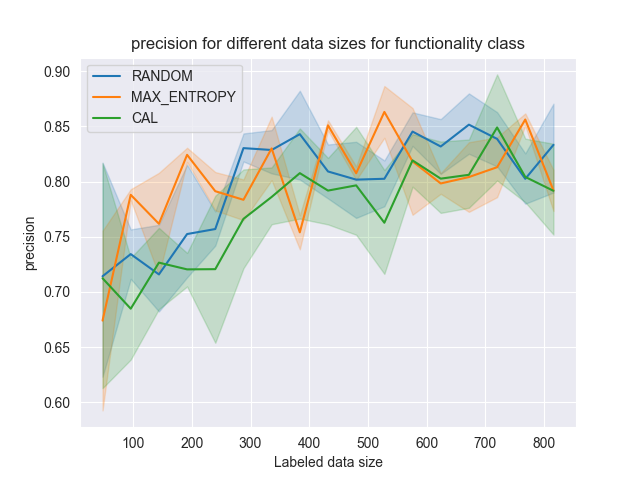 precision for different data sizes for functionality class
RANDOM
MAX_ENTROPY
CAL
precision
0.90
0.85
0.80
0.75
0.70
0.65
0.60
100 200 300 400 500 600 700 800
Labeled data size